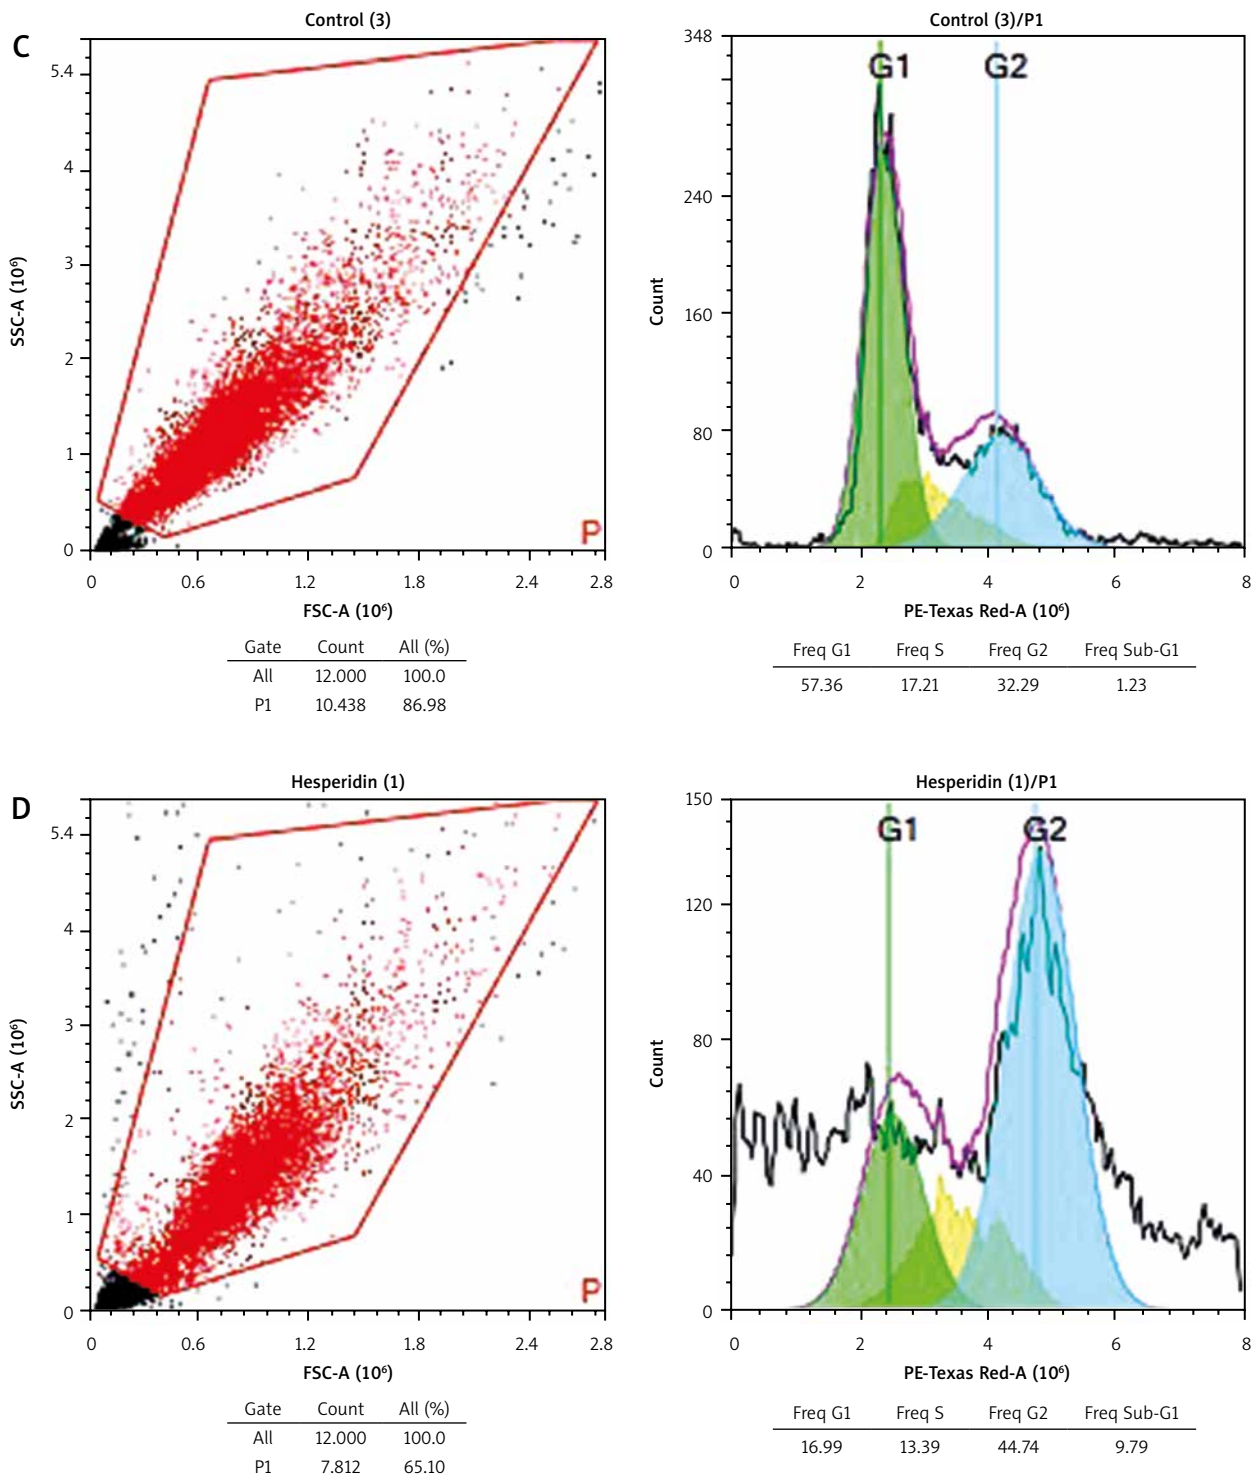 C
Control (3)
5.4
4
3
2
1
0
SSC-A (10⁶)
P
0 0.6 1.2 1.8 2.4 2.8
FSC-A (10⁶)
Gate Count All (%)
All 12.000 100.0
P1 10.438 86.98
Control (3)/P1
348
240
160
80
0
Count
G1 G2
0 2 4 6 8
PE-Texas Red-A (10⁶)
Freq G1 Freq S Freq G2 Freq Sub-G1
57.36 17.21 32.29 1.23
D
Hesperidin (1)
5.4
4
3
2
1
0
SSC-A (10⁶)
P
0 0.6 1.2 1.8 2.4 2.8
FSC-A (10⁶)
Gate Count All (%)
All 12.000 100.0
P1 7.812 65.10
Hesperidin (1)/P1
150
120
80
40
0
Count
G1 G2
0 2 4 6 8
PE-Texas Red-A (10⁶)
Freq G1 Freq S Freq G2 Freq Sub-G1
16.99 13.39 44.74 9.79